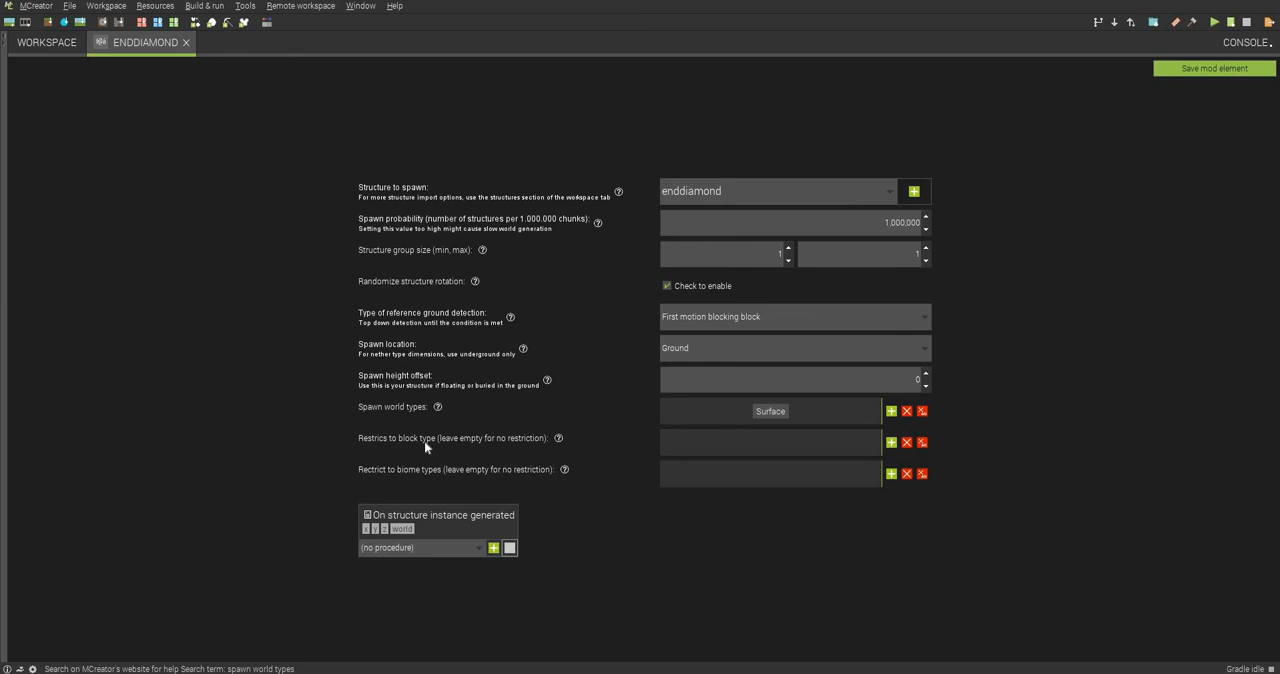 MCreator File Workspace Resources Build & run Tools Remote workspace Window Help
WORKSPACE ENDDIAMOND CONSOLE
Save mod element
Structure to spawn:
For more structure import options, use the structures section of the workspace tab
enddiamond
Spawn probability (number of structures per 1.000.000 chunks):
Setting this value too high might cause slow world generation
1,000,000
Structure group size (min, max): 1 1
Randomize structure rotation: Check to enable
Type of reference ground detection:
Top down detection until the condition is met
First motion blocking block
Spawn location:
For nether type dimensions, use underground only
Ground
Spawn height offset:
Use this is your structure if floating or buried in the ground
0
Spawn world types: Surface
Restrics to block type (leave empty for no restriction):
Rectrict to biome types (leave empty for no restriction):
On structure instance generated
x y z world
(no procedure)
Search on MCreator's website for help Search term: spawn world types Gradle idle